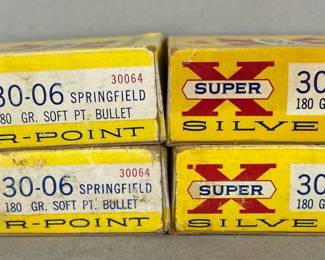 30064
30-06 SPRINGFIELD
180 GR. SOFT PT. BULLET
R-POINT
X
SUPER
30
180 G
SILVE
30064
30-06 SPRINGFIELD
180 GR. SOFT PT. BULLET
R-POINT
X
SUPER
30
180 G
SILVE